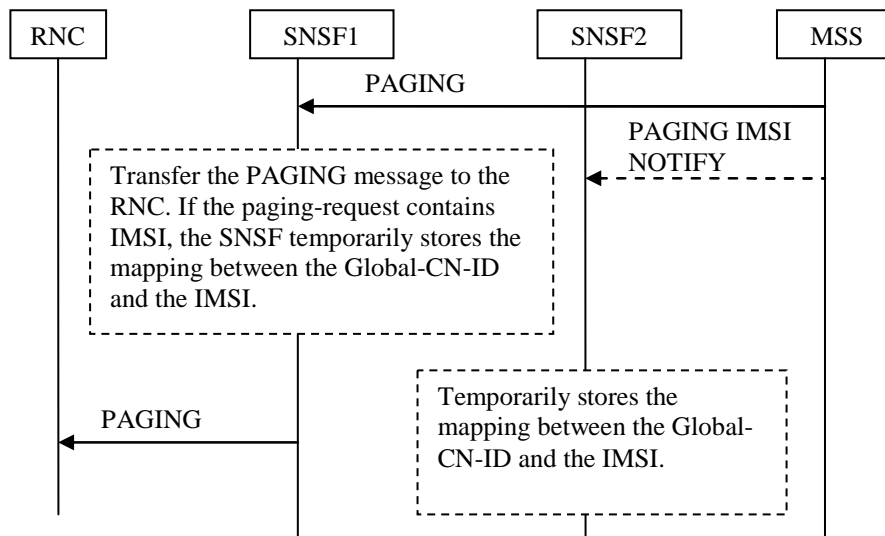 RNC
SNSF1
SNSF2
MSS
PAGING
PAGING IMSI
NOTIFY
Transfer the PAGING message to the
RNC. If the paging-request contains
IMSI, the SNSF temporarily stores the
mapping between the Global-CN-ID
and the IMSI.
Temporarily stores the
mapping between the Global-
CN-ID and the IMSI.
PAGING